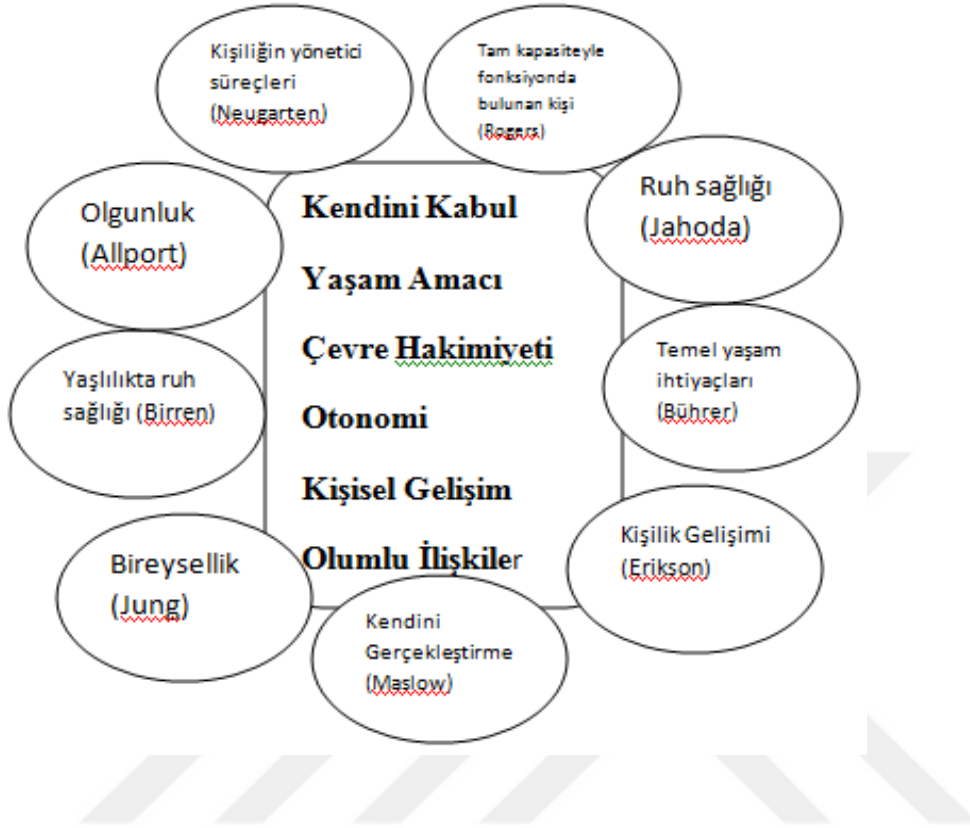 Kişiliğin yönetici
süreçleri
(Neugarten)
Tam kapasiteyle
fonksiyonda
bulunan kişi
(Rogers)
Ruh sağlığı
(Jahoda)
Olgunluk
(Allport)
Kendini Kabul
Yaşam Amacı
Çevre Hakimiyeti
Otonomi
Kişisel Gelişim
Olumlu İlişkiler
Temel yaşam
ihtiyaçları
(Bührer)
Yaşlılıkta ruh
sağlığı (Birren)
Kişilik Gelişimi
(Erikson)
Bireysellik
(Jung)
Kendini
Gerçekleştirme
(Maslow)